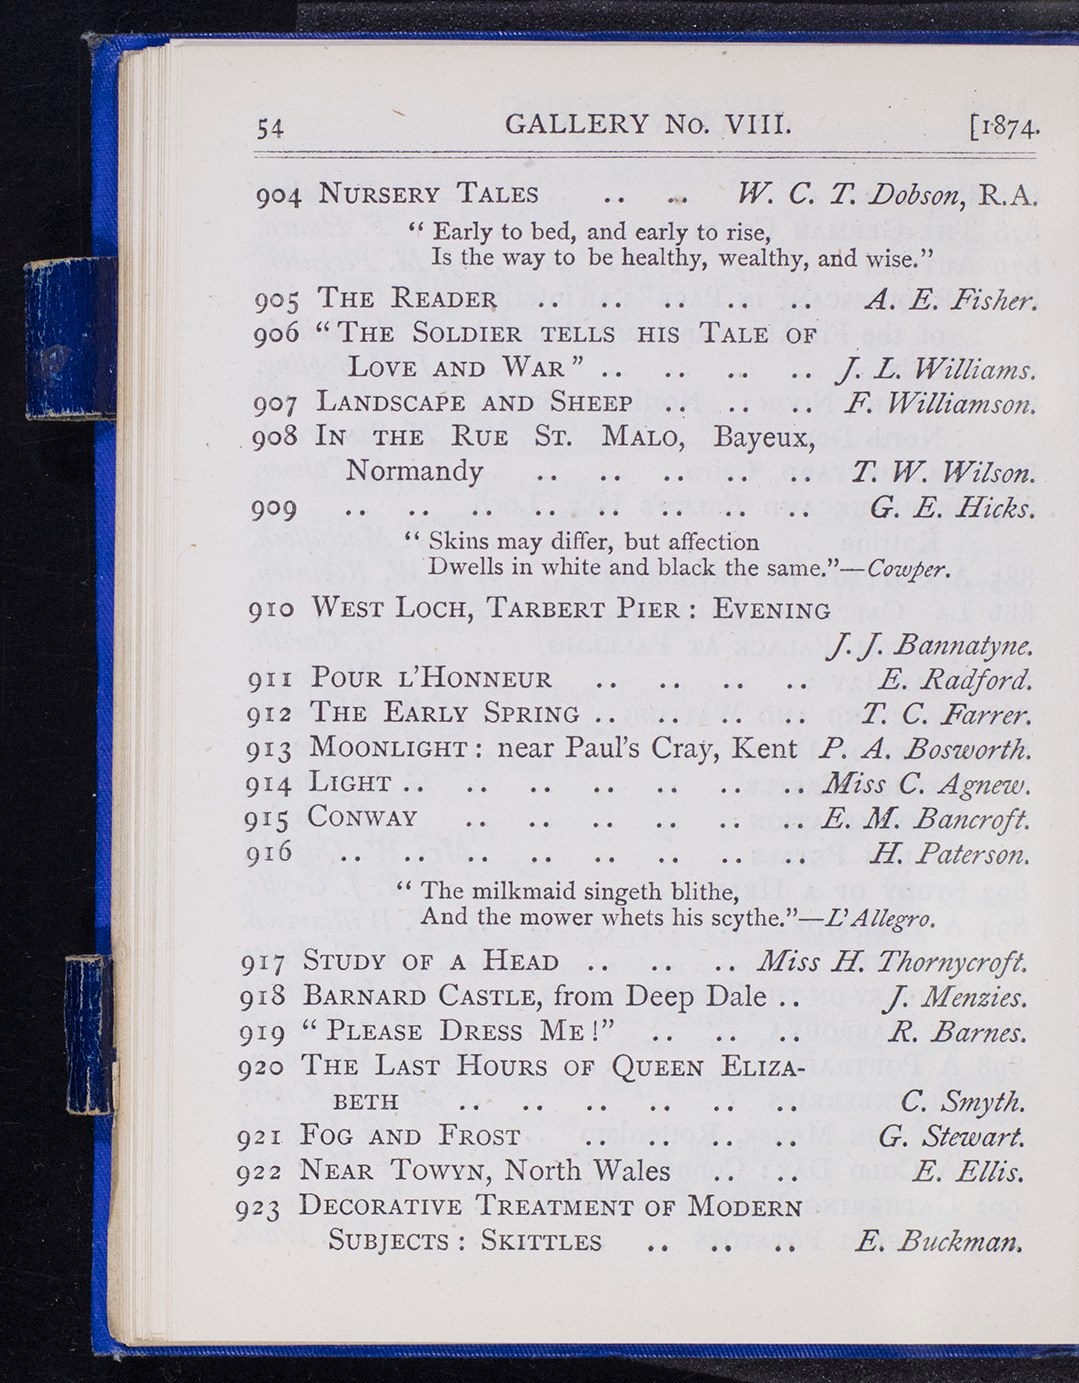 54 GALLERY No. VIII. [1874.
904 NURSERY TALES .. .. W. C. T. Dobson, R.A.
“ Early to bed, and early to rise,
Is the way to be healthy, wealthy, and wise.”
905 THE READER .. .. .. .. A. E. Fisher.
906 “ THE SOLDIER TELLS HIS TALE OF
LOVE AND WAR ” .. .. .. .. J. L. Williams.
907 LANDSCAPE AND SHEEP .. .. .. F. Williamson.
908 IN THE RUE ST. MALO, Bayeux,
Normandy .. .. .. .. .. T. W. Wilson.
909 .. .. .. .. .. .. .. .. G. E. Hicks.
“ Skins may differ, but affection
Dwells in white and black the same.”—Cowper.
910 WEST LOCH, TARBERT PIER : EVENING
J. J. Bannatyne.
911 POUR L’HONNEUR .. .. .. .. E. Radford.
912 THE EARLY SPRING .. .. .. .. T. C. Farrer.
913 MOONLIGHT : near Paul’s Cray, Kent P. A. Bosworth.
914 LIGHT .. .. .. .. .. .. .. Miss C. Agnew.
915 CONWAY .. .. .. .. .. .. E. M. Bancroft.
916 .. .. .. .. .. .. .. .. H. Paterson.
“ The milkmaid singeth blithe,
And the mower whets his scythe.”—L’Allegro.
917 STUDY OF A HEAD .. .. .. Miss H. Thornycroft.
918 BARNARD CASTLE, from Deep Dale .. J. Menzies.
919 “ PLEASE DRESS ME !” .. .. .. R. Barnes.
920 THE LAST HOURS OF QUEEN ELIZA-
BETH .. .. .. .. .. .. C. Smyth.
921 FOG AND FROST .. .. .. .. G. Stewart.
922 NEAR TOWYN, North Wales .. .. E. Ellis.
923 DECORATIVE TREATMENT OF MODERN
SUBJECTS : SKITTLES .. .. .. E. Buckman.